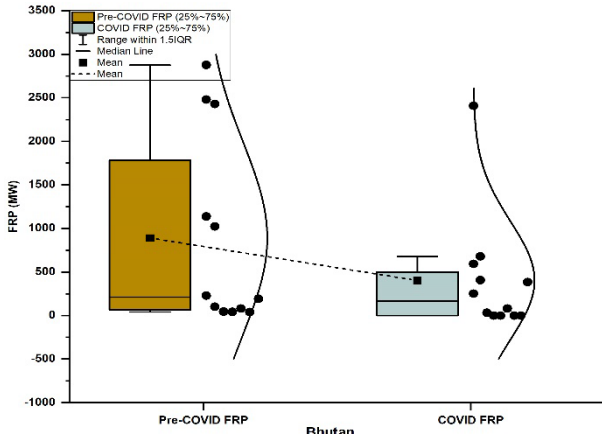 3500
3000
2500
2000
1500
1000
500
0
-500
-1000
FRP (MW)
Pre-COVID FRP (25%~75%)
COVID FRP (25%~75%)
Range within 1.5IQR
Median Line
Mean
Mean
Pre-COVID FRP
COVID FRP
Bhutan